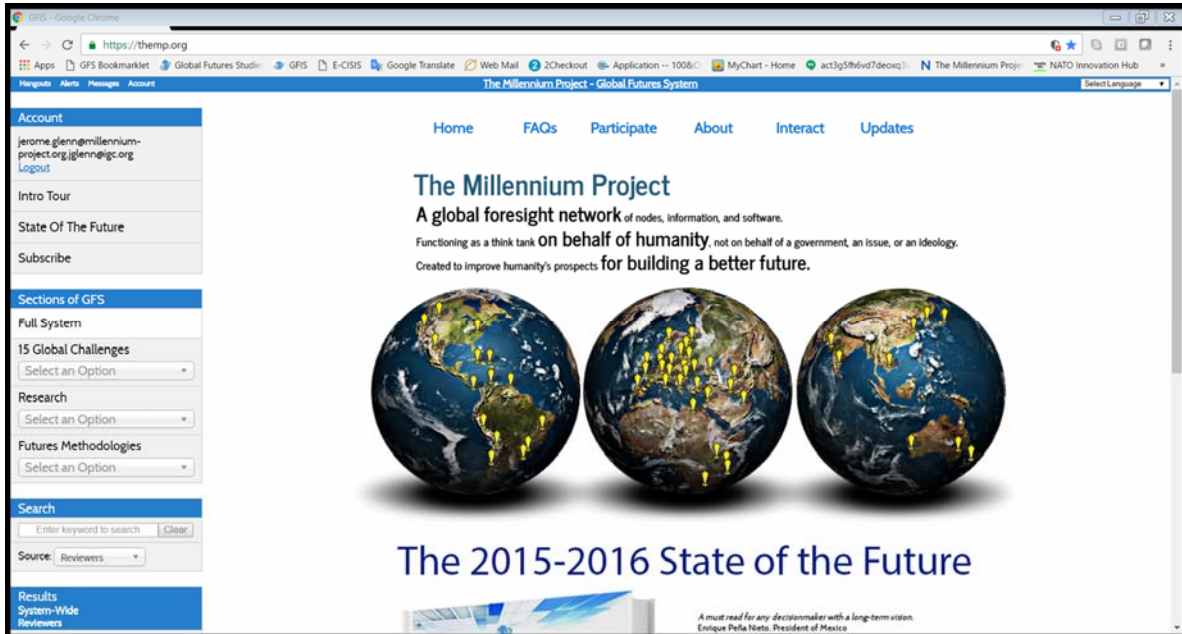 GFIS - Google Chrome
https://themp.org
Apps GFS Bookmarklet Global Futures Studie GFIS E-CISIS Google Translate Web Mail 2Checkout Application -- 100& MyChart - Home The Millennium Proje NATO Innovation Hub »
Hangouts Alerts Messages Account
The Millennium Project - Global Futures System
Select Language
Account
jerome.glenn@millennium-
project.org,jglenn@igc.org
Logout
Intro Tour
State Of The Future
Subscribe
Sections of GFS
Full System
15 Global Challenges
Select an Option
Research
Select an Option
Futures Methodologies
Select an Option
Search
Enter keyword to search Clear
Source: Reviewers
Results
System-Wide
Reviewers
Home FAQs Participate About Interact Updates
The Millennium Project
A global foresight network of nodes, information, and software.
Functioning as a think tank on behalf of humanity, not on behalf of a government, an issue, or an ideology.
Created to improve humanity's prospects for building a better future.
The 2015-2016 State of the Future
A must read for any decisionmaker with a long-term vision.
Enrique Peña Nieto, President of Mexico